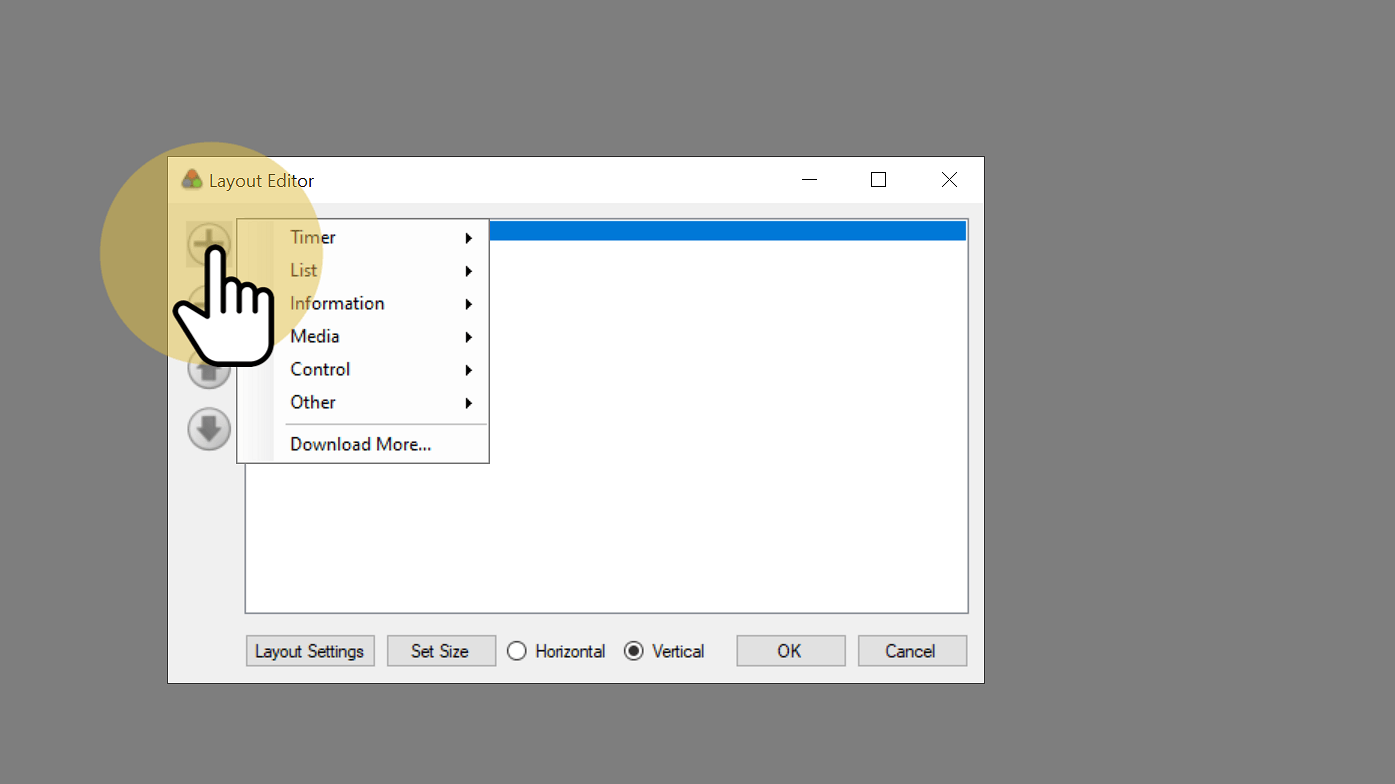 Layout Editor
Timer
List
Information
Media
Control
Other
Download More...
Layout Settings Set Size Horizontal Vertical OK Cancel